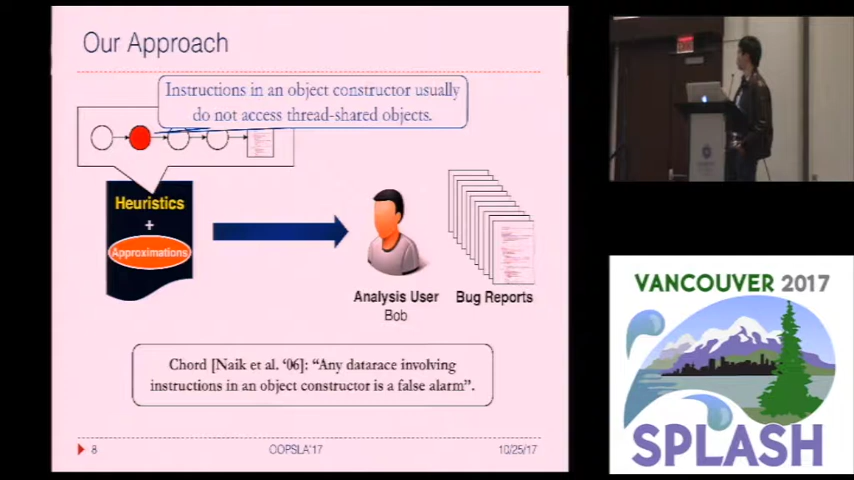 Our Approach
Instructions in an object constructor usually
do not access thread-shared objects.
Heuristics
+
Approximations
Analysis User
Bob
Bug Reports
Chord [Naik et al. '06]: "Any datarace involving
instructions in an object constructor is a false alarm".
8
OOPSLA'17
10/25/17
VANCOUVER 2017
SPLASH